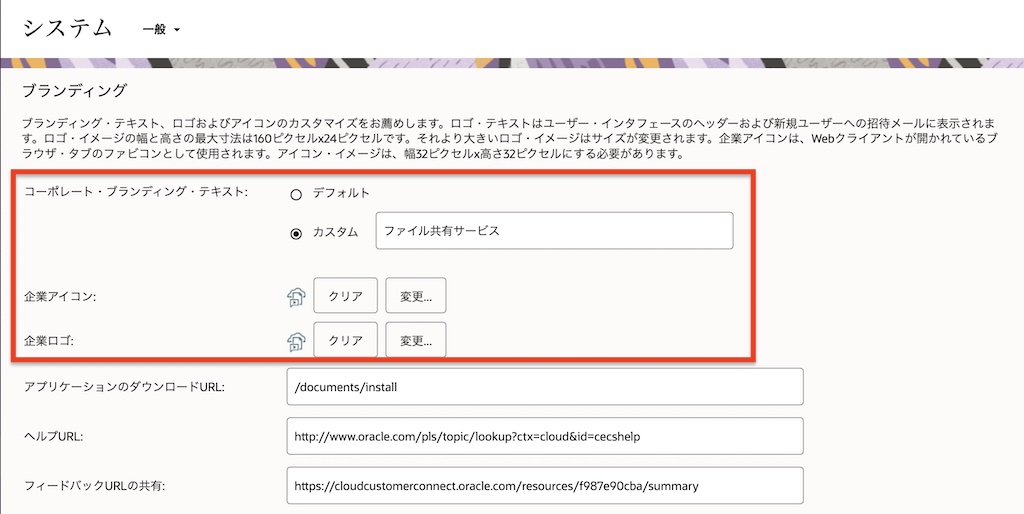 システム 一般
ブランディング
ブランディング・テキスト、ロゴおよびアイコンのカスタマイズをお薦めします。ロゴ・テキストはユーザー・インタフェースのヘッダーおよび新規ユーザーへの招待メールに表示されま
す。ロゴ・イメージの幅と高さの最大寸法は160ピクセルx24ピクセルです。それより大きいロゴ・イメージはサイズが変更されます。企業アイコンは、Webクライアントが開かれているブ
ラウザ・タブのファビコンとして使用されます。アイコン・イメージは、幅32ピクセルx高さ32ピクセルにする必要があります。
コーポレート・ブランディング・テキスト: デフォルト
カスタム ファイル共有サービス
企業アイコン: クリア 変更...
企業ロゴ: クリア 変更...
アプリケーションのダウンロードURL: /documents/install
ヘルプURL: http://www.oracle.com/pls/topic/lookup?ctx=cloud&id=cecshelp
フィードバックURLの共有: https://cloudcustomerconnect.oracle.com/resources/f987e90cba/summary